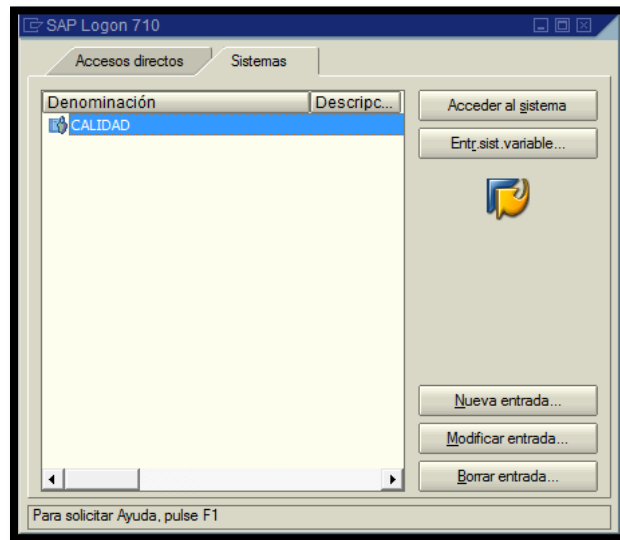 SAP Logon 710
Accesos directos
Sistemas
Denominación
Descripc...
CALIDAD
Acceder al sistema
Entr.sist.variable...
Nueva entrada...
Modificar entrada...
Borrar entrada...
Para solicitar Ayuda, pulse F1